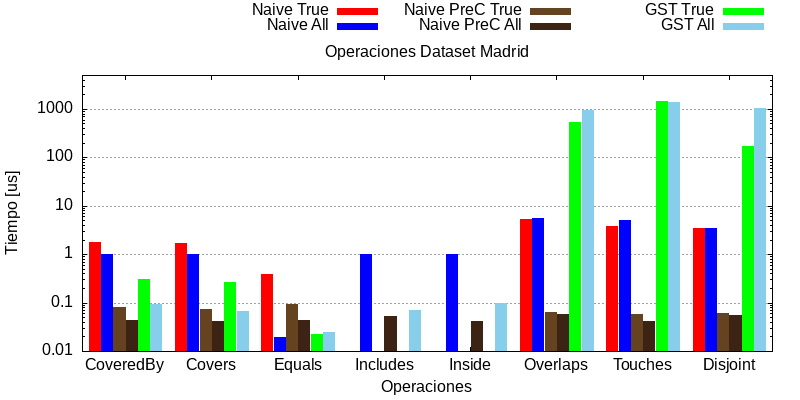 Naive True Naive PreC True GST True
Naive All Naive PreC All GST All
Operaciones Dataset Madrid
Tiempo [us]
1000
100
10
1
0.1
0.01
CoveredBy Covers Equals Includes Inside Overlaps Touches Disjoint
Operaciones